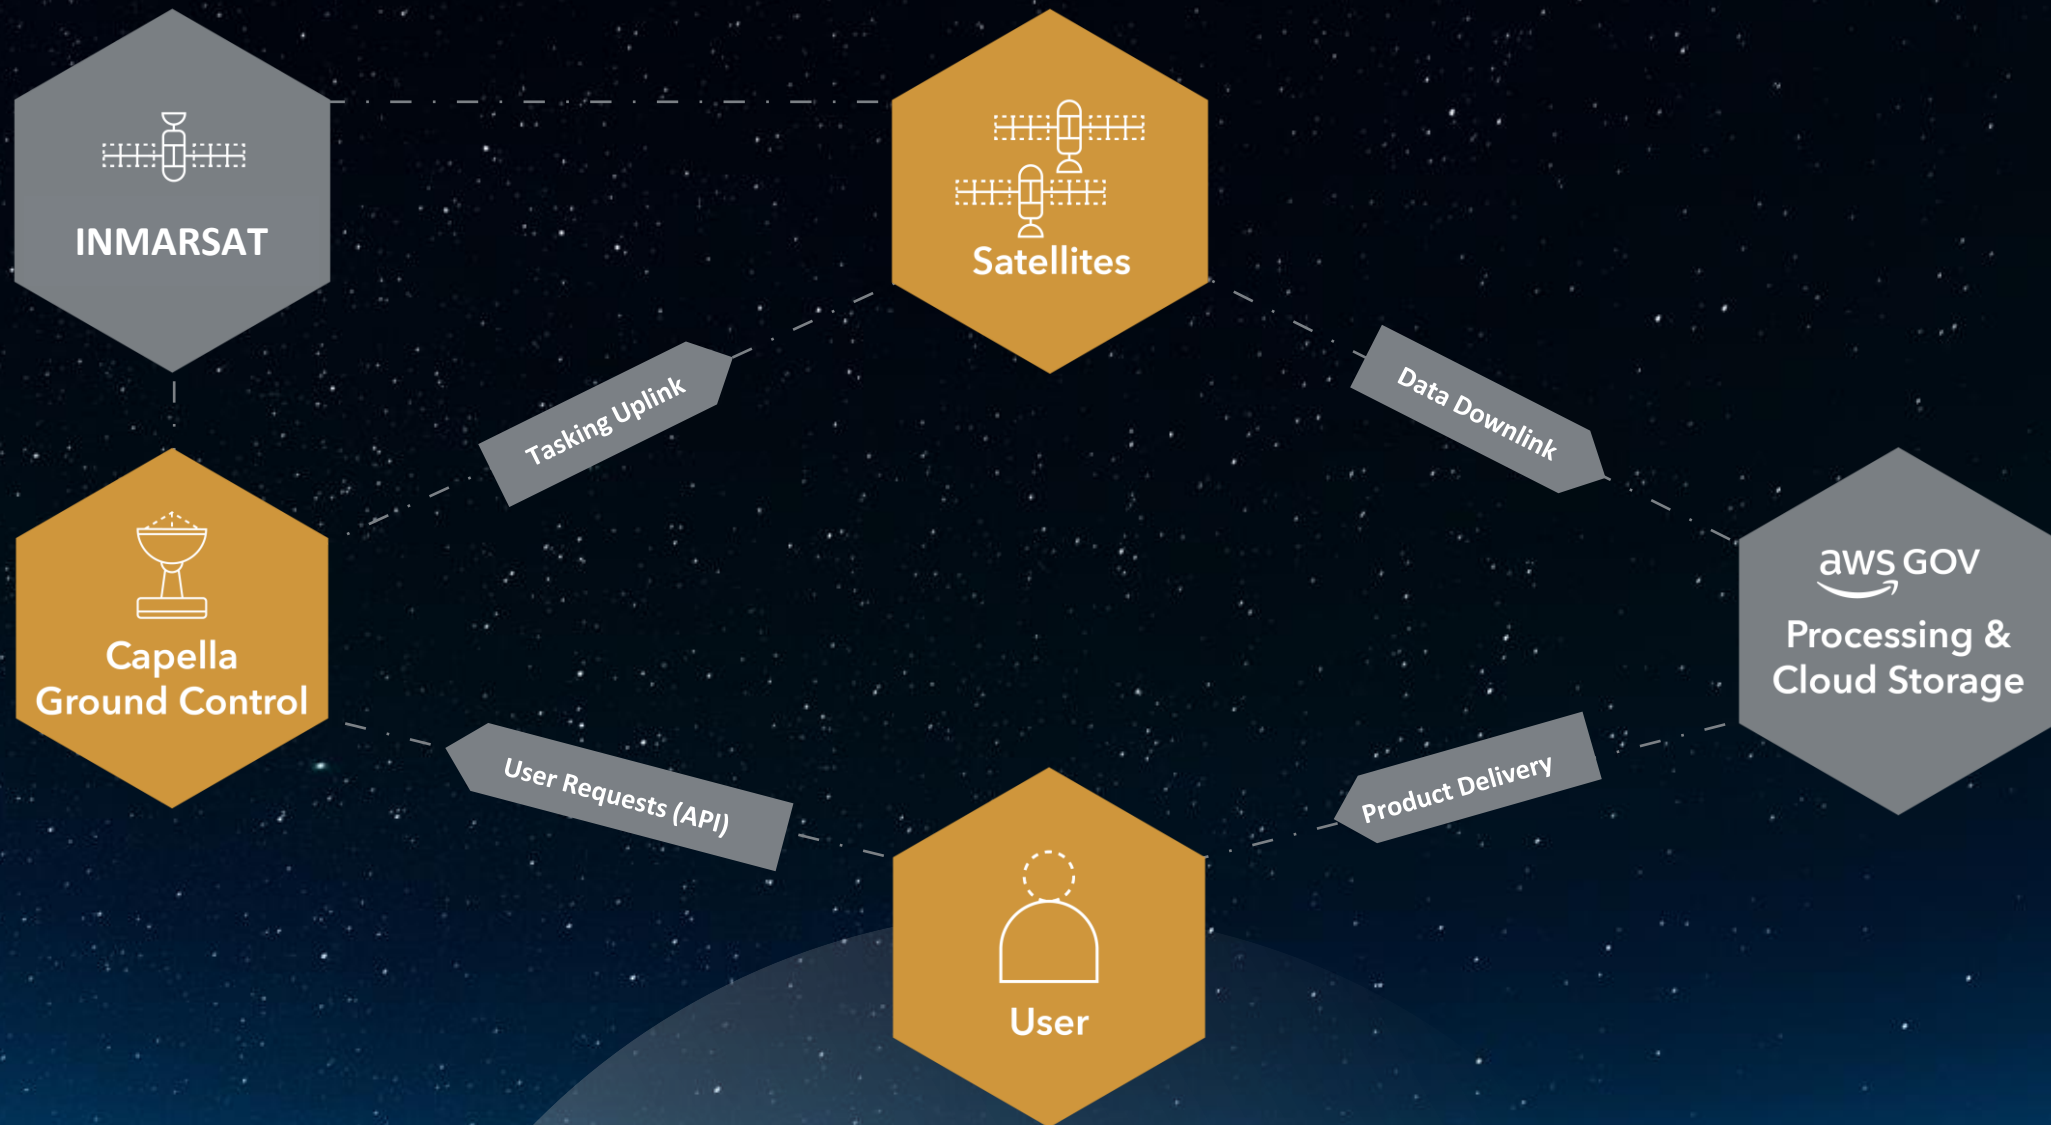 INMARSAT
Satellites
Tasking Uplink
Data Downlink
Capella
Ground Control
aws GOV
Processing &
Cloud Storage
User Requests (API)
Product Delivery
User